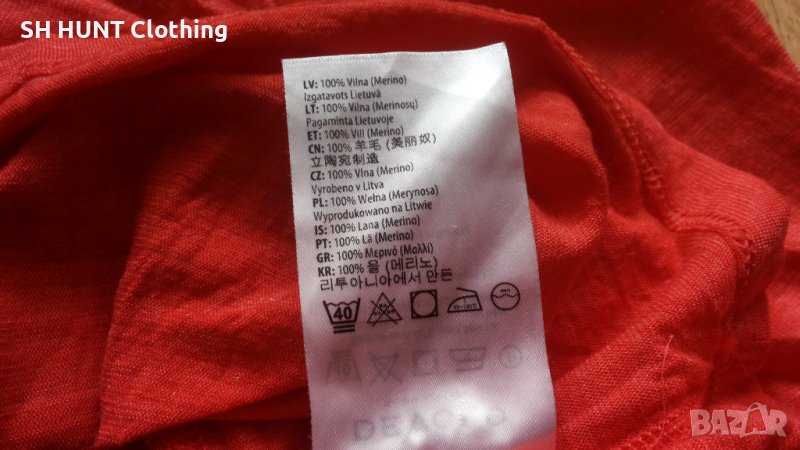 SH HUNT Clothing
LV: 100% Vilna (Merino)
Izgatavots Lietuvā
LT: 100% Vilna (Merinosų)
Pagaminta Lietuvoje
ET: 100% Vill (Merino)
CN: 100% 羊毛 (美丽奴)
立陶宛制造
CZ: 100% Vlna (Merino)
Vyrobeno v Litva
PL: 100% Wełna (Merynosa)
Wyprodukowano na Litwie
IS: 100% Lana (Merino)
PT: 100% Lã (Merino)
GR: 100% Μερινό (Μαλλί)
KR: 100% 울 (메리노)
리투아니아에서 만든
40
BAZAR